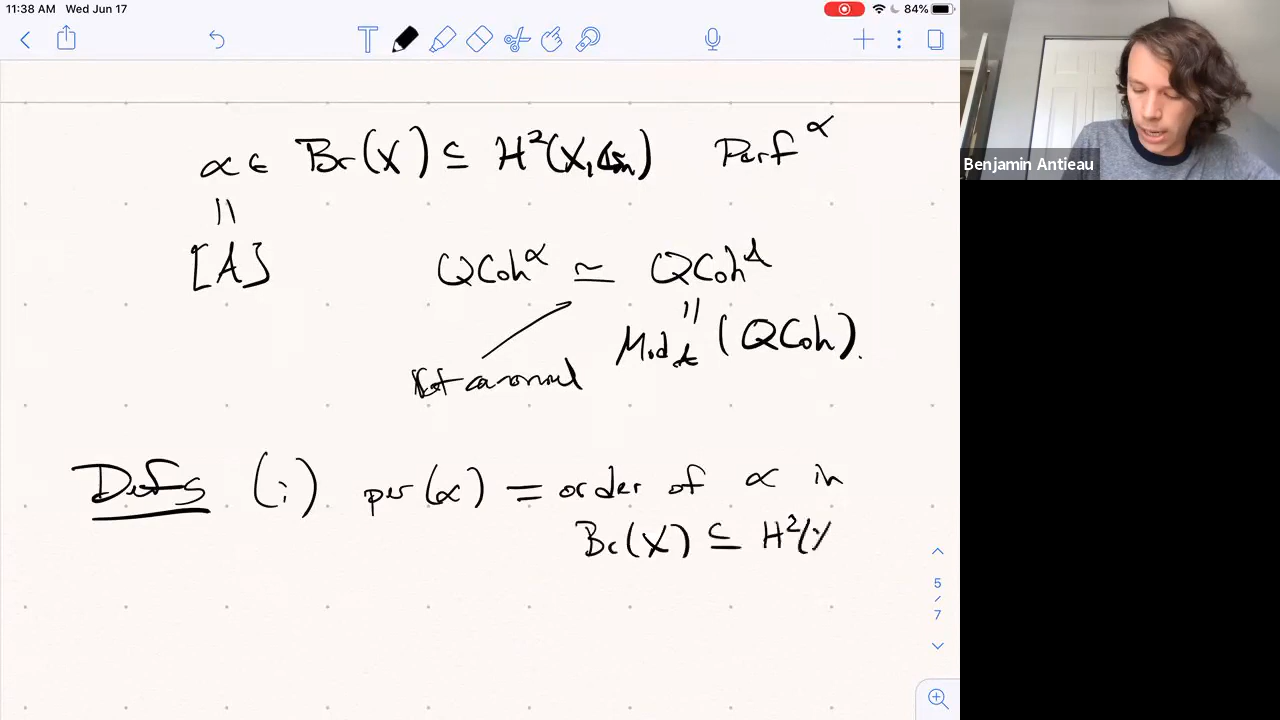 11:38 AM Wed Jun 17
84%
α ∈ Br(X) ⊆ H²(X, 𝔾m) Perf^α
=
[A]
QCoh^α ≃ QCoh^A
=
Mod_A (QCoh).
Not canonical
Defs (i) per(α) = order of α in
Br(X) ⊆ H²(X
5
/
7
Benjamin Antieau